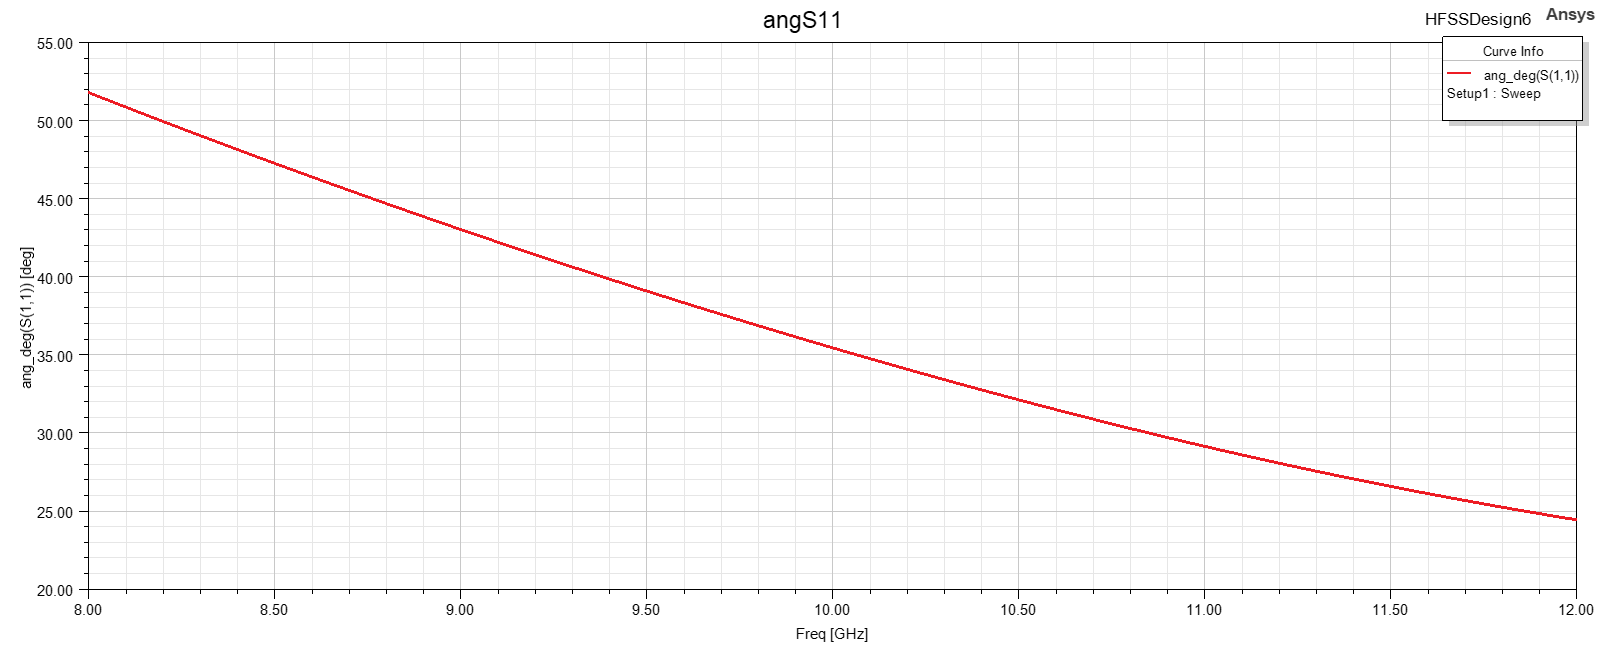 angS11
HFSSDesign6
Ansys
Curve Info
ang_deg(S(1,1))
Setup1 : Sweep
ang_deg(S(1,1)) [deg]
55.00
50.00
45.00
40.00
35.00
30.00
25.00
20.00
8.00 8.50 9.00 9.50 10.00 10.50 11.00 11.50 12.00
Freq [GHz]